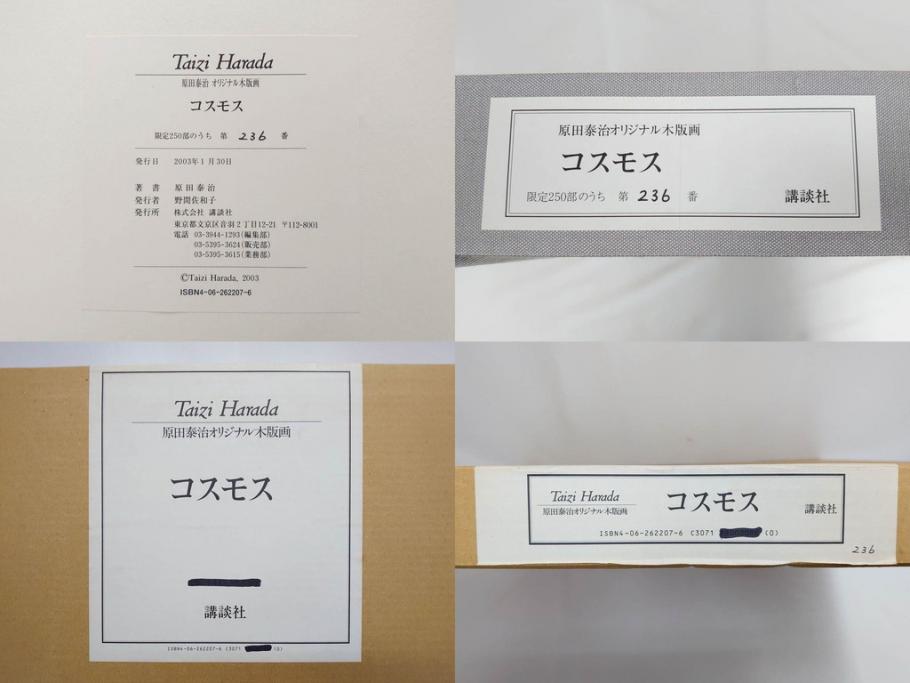 Taizi Harada
原田泰治 オリジナル木版画
コスモス
限定250部のうち 第 236 番
発行日 2003年1月30日
著書 原田泰治
発行者 野間佐和子
発行所 株式会社 講談社
東京都文京区音羽2丁目12-21 〒112-8001
電話 03-3944-1293(編集部)
03-5395-3624(販売部)
03-5395-3615(業務部)
©Taizi Harada, 2003
ISBN4-06-262207-6
原田泰治オリジナル木版画
コスモス
限定250部のうち 第 236 番
講談社
Taizi Harada
原田泰治オリジナル木版画
コスモス
講談社
ISBN4-06-262207-6 C3071 (0)
Taizi Harada
原田泰治オリジナル木版画
コスモス
講談社
ISBN4-06-262207-6 C3071 (0)
236